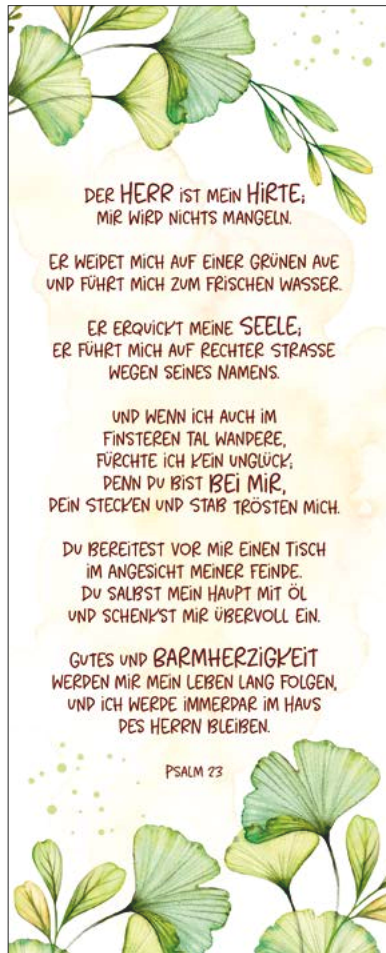 DER HERR IST MEIN HIRTE;
MIR WIRD NICHTS MANGELN.
ER WEIDET MICH AUF EINER GRÜNEN AUE
UND FÜHRT MICH ZUM FRISCHEN WASSER.
ER ERQUICKT MEINE SEELE;
ER FÜHRT MICH AUF RECHTER STRASSE
WEGEN SEINES NAMENS.
UND WENN ICH AUCH IM
FINSTEREN TAL WANDERE,
FÜRCHTE ICH KEIN UNGLÜCK;
DENN DU BIST BEI MIR,
DEIN STECKEN UND STAB TRÖSTEN MICH.
DU BEREITEST VOR MIR EINEN TISCH
IM ANGESICHT MEINER FEINDE.
DU SALBST MEIN HAUPT MIT ÖL
UND SCHENKST MIR ÜBERVOLL EIN.
GUTES UND BARMHERZIGKEIT
WERDEN MIR MEIN LEBEN LANG FOLGEN,
UND ICH WERDE IMMERDAR IM HAUS
DES HERRN BLEIBEN.
PSALM 23